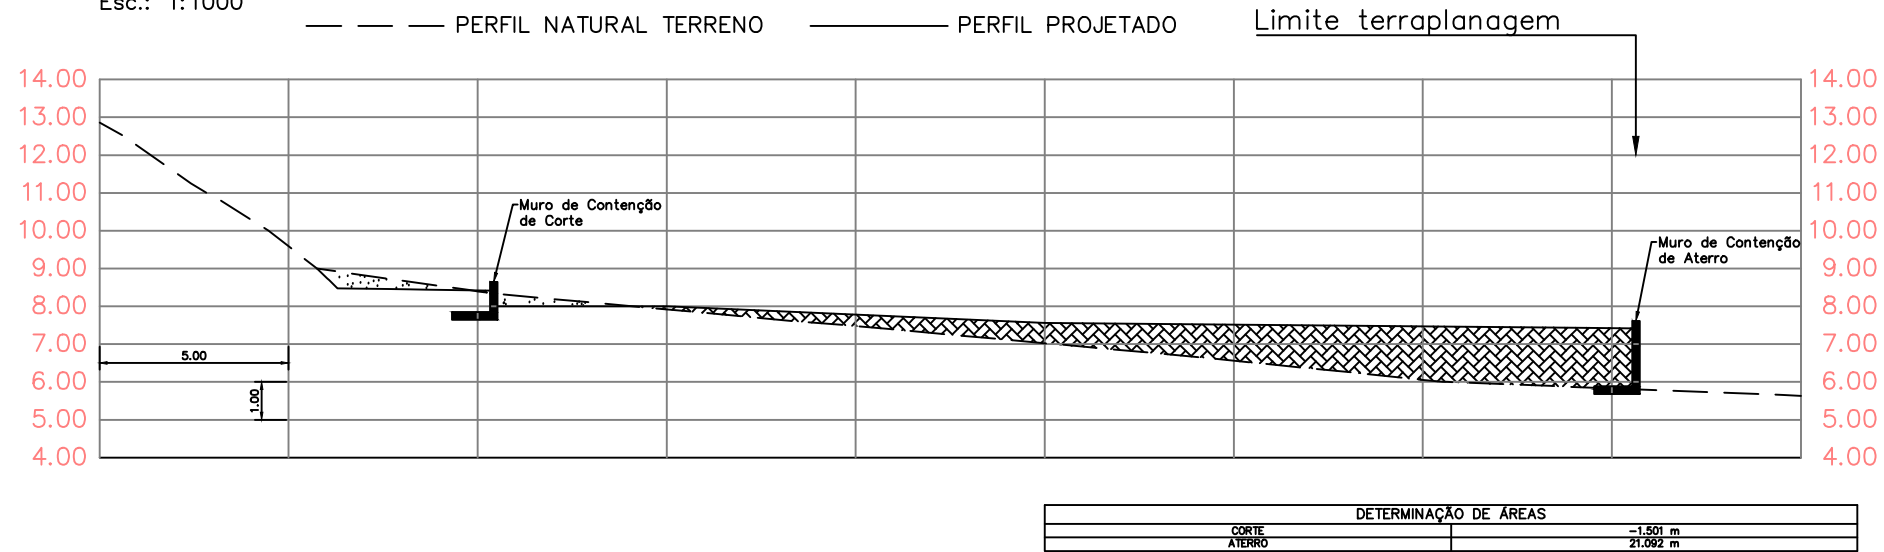 Esc.: 1:1000
PERFIL NATURAL TERRENO
PERFIL PROJETADO
Limite terraplanagem
14.00 14.00
13.00 13.00
12.00 12.00
11.00 11.00
10.00 10.00
9.00 9.00
8.00 8.00
7.00 7.00
6.00 6.00
5.00 5.00
4.00 4.00
Muro de Contenção
de Corte
Muro de Contenção
de Aterro
5.00
1.00
DETERMINAÇÃO DE ÁREAS
CORTE -1.501 m
ATERRO 21.092 m